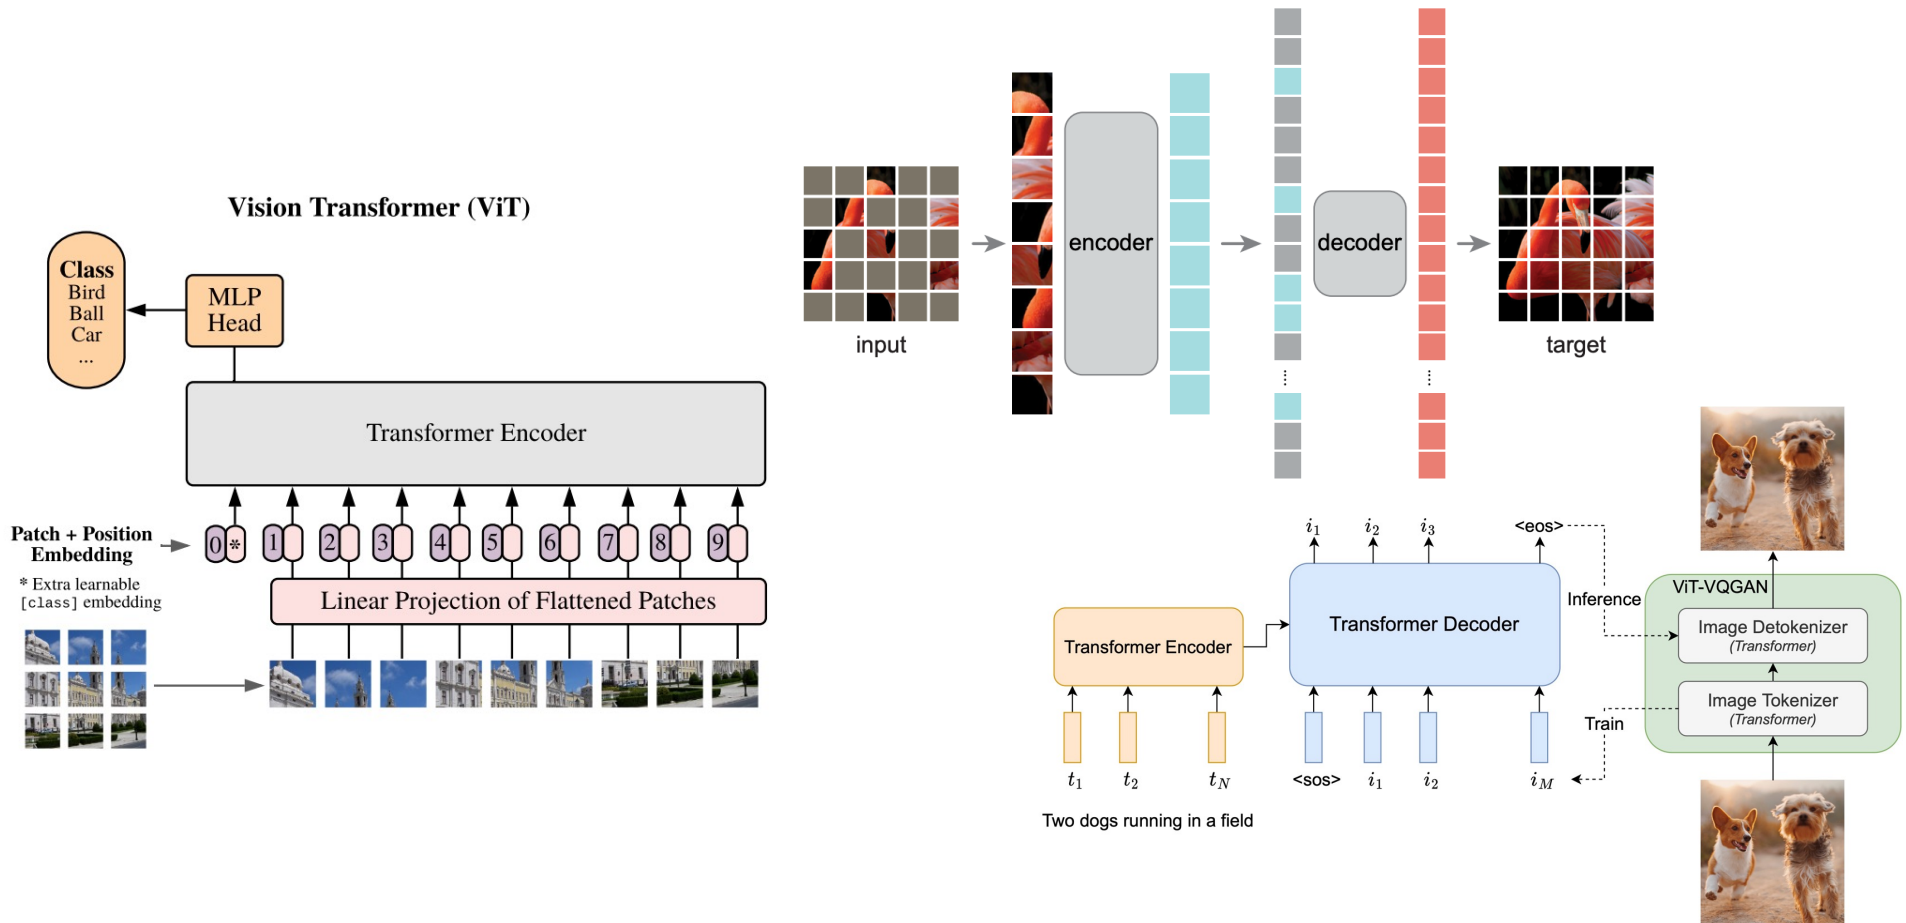 Vision Transformer (ViT)
Class
Bird
Ball
Car
...
MLP
Head
Transformer Encoder
Patch + Position
Embedding
* Extra learnable
[class] embedding
0 * 1 2 3 4 5 6 7 8 9
Linear Projection of Flattened Patches
input
encoder
decoder
target
i₁ i₂ i₃ <eos>
Transformer Encoder
Transformer Decoder
t₁ t₂ t_N
<sos> i₁ i₂ i_M
Two dogs running in a field
Inference
Train
ViT-VQGAN
Image Detokenizer
(Transformer)
Image Tokenizer
(Transformer)